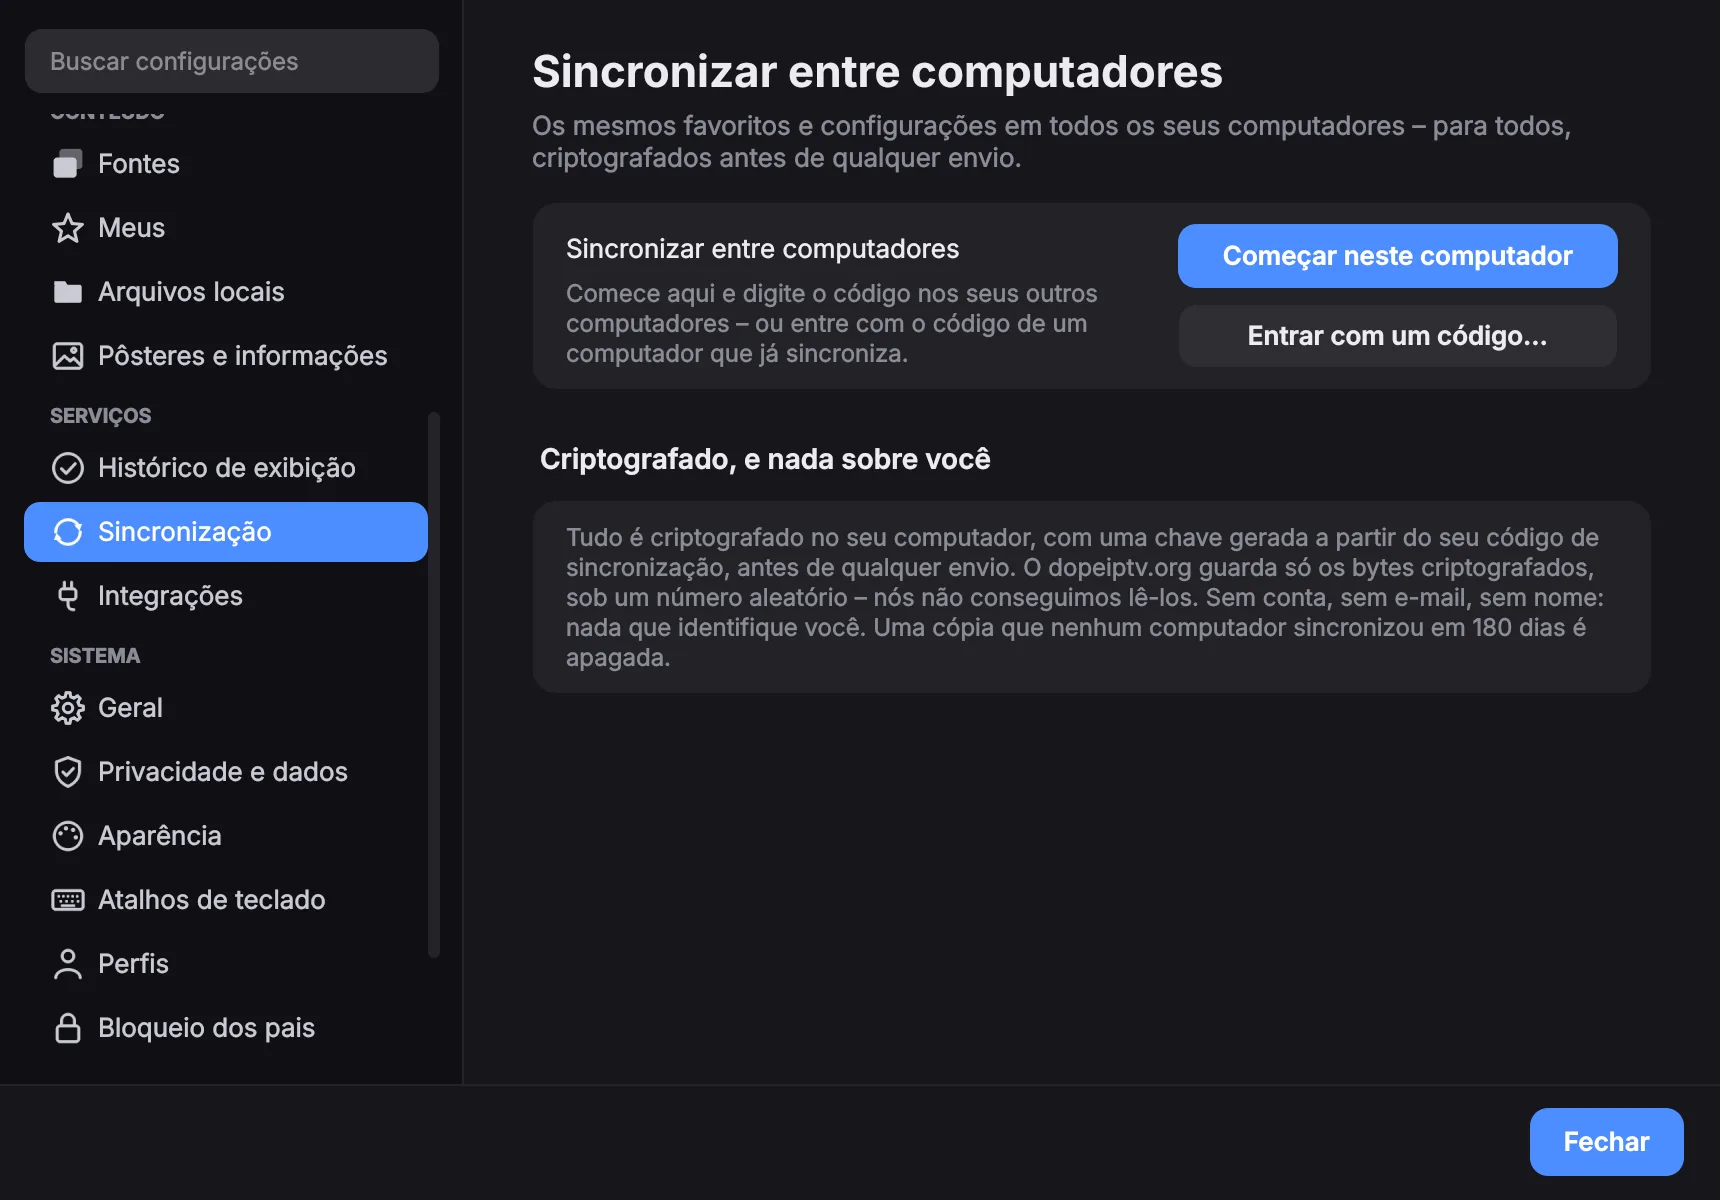 Buscar configurações
CONTEÚDO
Fontes
Meus
Arquivos locais
Pôsteres e informações
SERVIÇOS
Histórico de exibição
Sincronização
Integrações
SISTEMA
Geral
Privacidade e dados
Aparência
Atalhos de teclado
Perfis
Bloqueio dos pais
Sincronizar entre computadores
Os mesmos favoritos e configurações em todos os seus computadores – para todos,
criptografados antes de qualquer envio.
Sincronizar entre computadores
Comece aqui e digite o código nos seus outros
computadores – ou entre com o código de um
computador que já sincroniza.
Começar neste computador
Entrar com um código...
Criptografado, e nada sobre você
Tudo é criptografado no seu computador, com uma chave gerada a partir do seu código de
sincronização, antes de qualquer envio. O dopeiptv.org guarda só os bytes criptografados,
sob um número aleatório – nós não conseguimos lê-los. Sem conta, sem e-mail, sem nome:
nada que identifique você. Uma cópia que nenhum computador sincronizou em 180 dias é
apagada.
Fechar